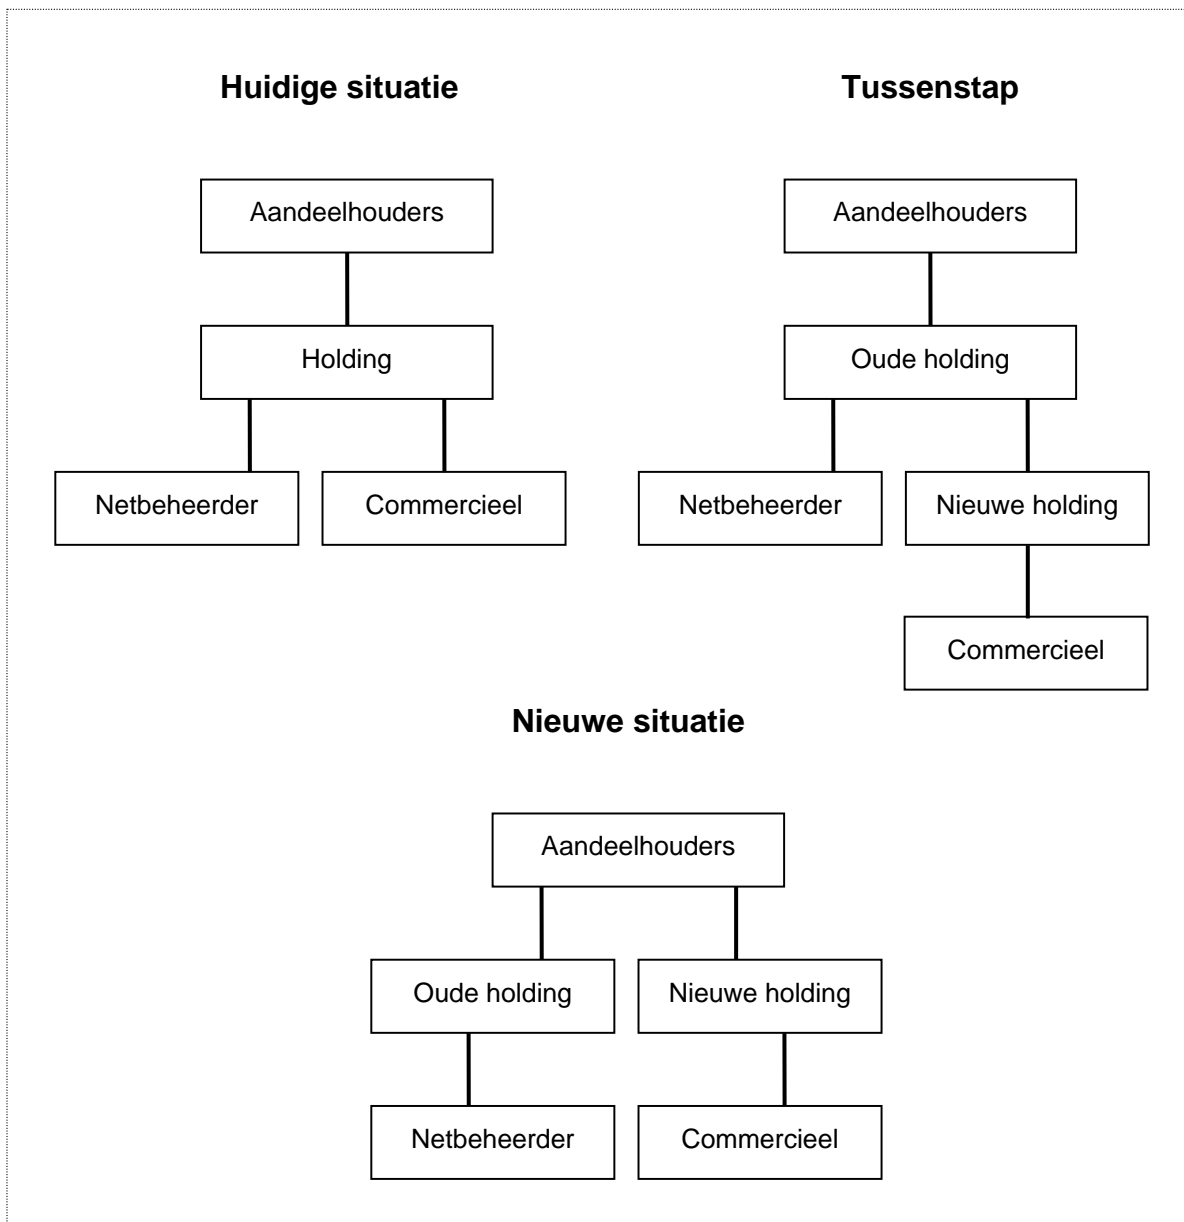 Huidige situatie
Aandeelhouders
Holding
Netbeheerder
Commercieel
Tussenstap
Aandeelhouders
Oude holding
Netbeheerder
Nieuwe holding
Commercieel
Nieuwe situatie
Aandeelhouders
Oude holding
Nieuwe holding
Netbeheerder
Commercieel